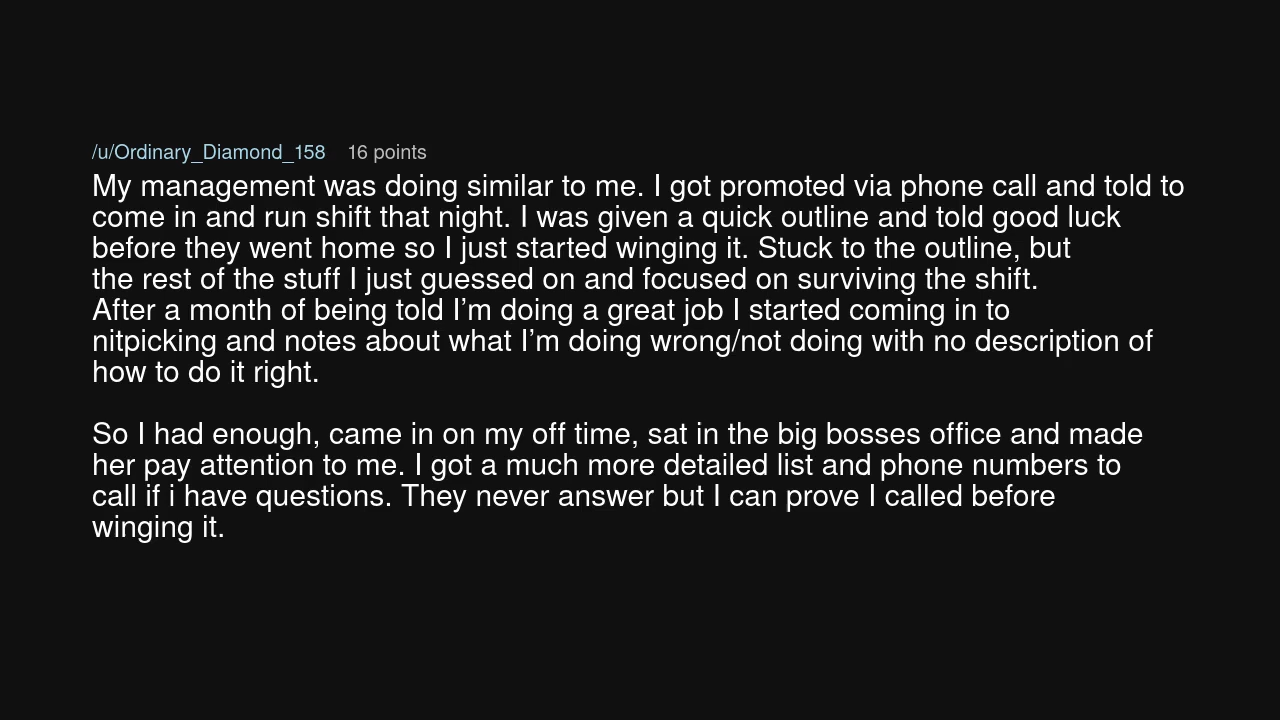 /u/Ordinary_Diamond_158 16 points
My management was doing similar to me. I got promoted via phone call and told to
come in and run shift that night. I was given a quick outline and told good luck
before they went home so I just started winging it. Stuck to the outline, but
the rest of the stuff I just guessed on and focused on surviving the shift.
After a month of being told I’m doing a great job I started coming in to
nitpicking and notes about what I’m doing wrong/not doing with no description of
how to do it right.
So I had enough, came in on my off time, sat in the big bosses office and made
her pay attention to me. I got a much more detailed list and phone numbers to
call if i have questions. They never answer but I can prove I called before
winging it.